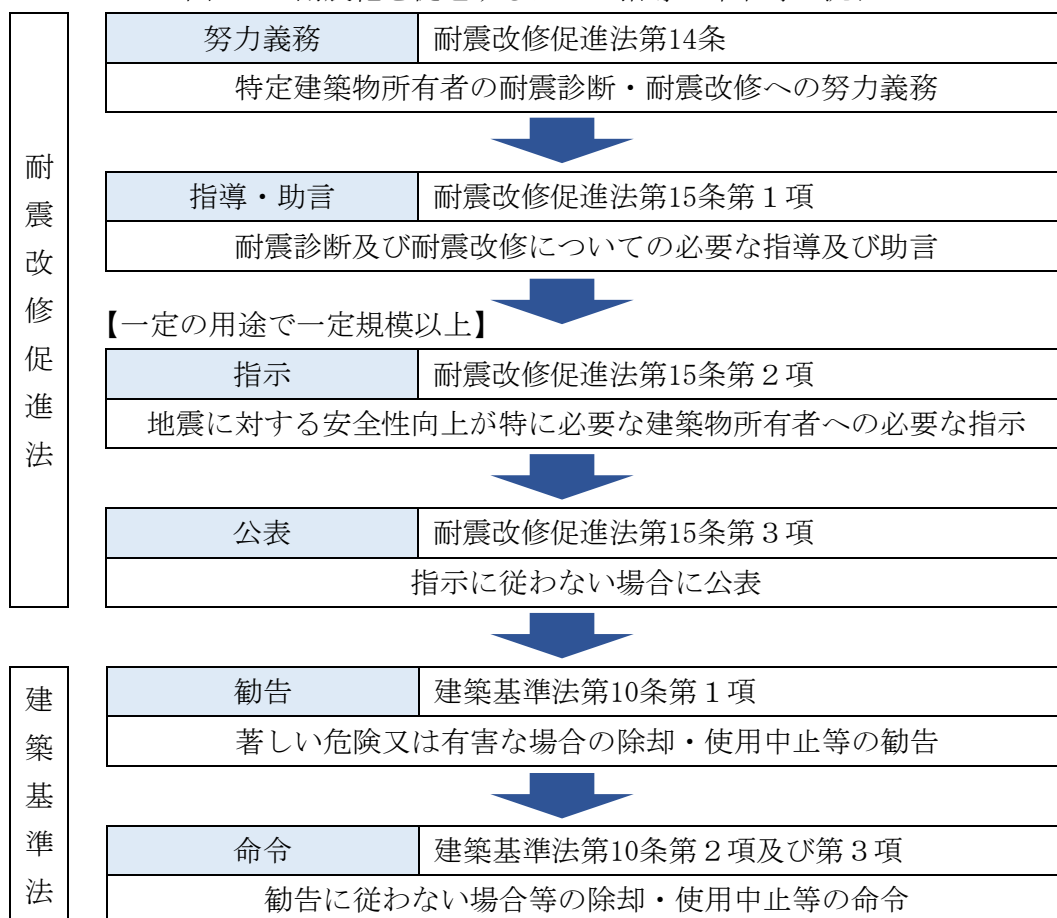 耐震改修促進法
努力義務 耐震改修促進法第14条
特定建築物所有者の耐震診断・耐震改修への努力義務
指導・助言 耐震改修促進法第15条第１項
耐震診断及び耐震改修についての必要な指導及び助言
【一定の用途で一定規模以上】
指示 耐震改修促進法第15条第２項
地震に対する安全性向上が特に必要な建築物所有者への必要な指示
公表 耐震改修促進法第15条第３項
指示に従わない場合に公表
建築基準法
勧告 建築基準法第10条第１項
著しい危険又は有害な場合の除却・使用中止等の勧告
命令 建築基準法第10条第２項及び第３項
勧告に従わない場合等の除却・使用中止等の命令